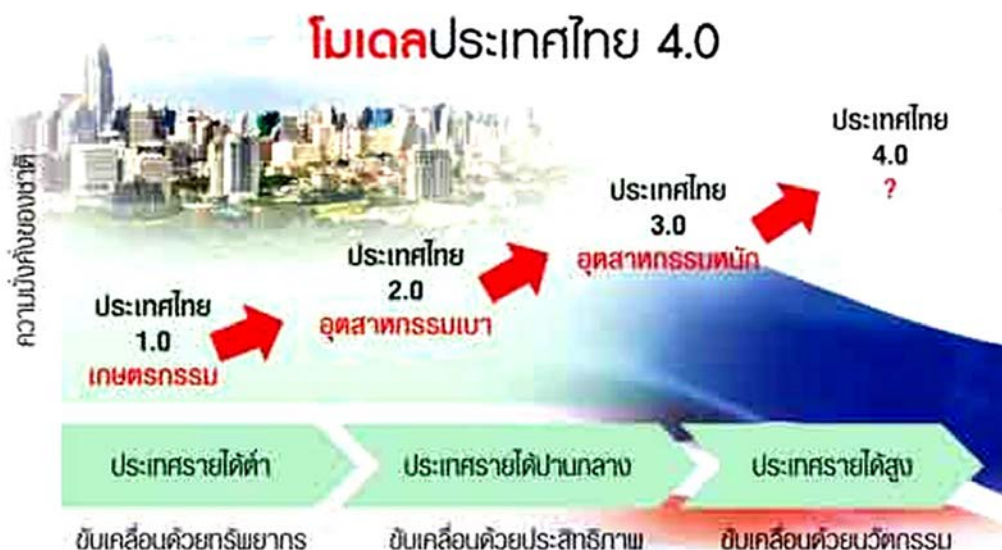 โมเดลประเทศไทย 4.0
ความมั่งคั่งของชาติ
ประเทศไทย
1.0
เกษตรกรรม
ประเทศไทย
2.0
อุตสาหกรรมเบา
ประเทศไทย
3.0
อุตสาหกรรมหนัก
ประเทศไทย
4.0
?
ประเทศรายได้ต่ำ
ประเทศรายได้ปานกลาง
ประเทศรายได้สูง
ขับเคลื่อนด้วยทรัพยากร
ขับเคลื่อนด้วยประสิทธิภาพ
ขับเคลื่อนด้วยนวัตกรรม